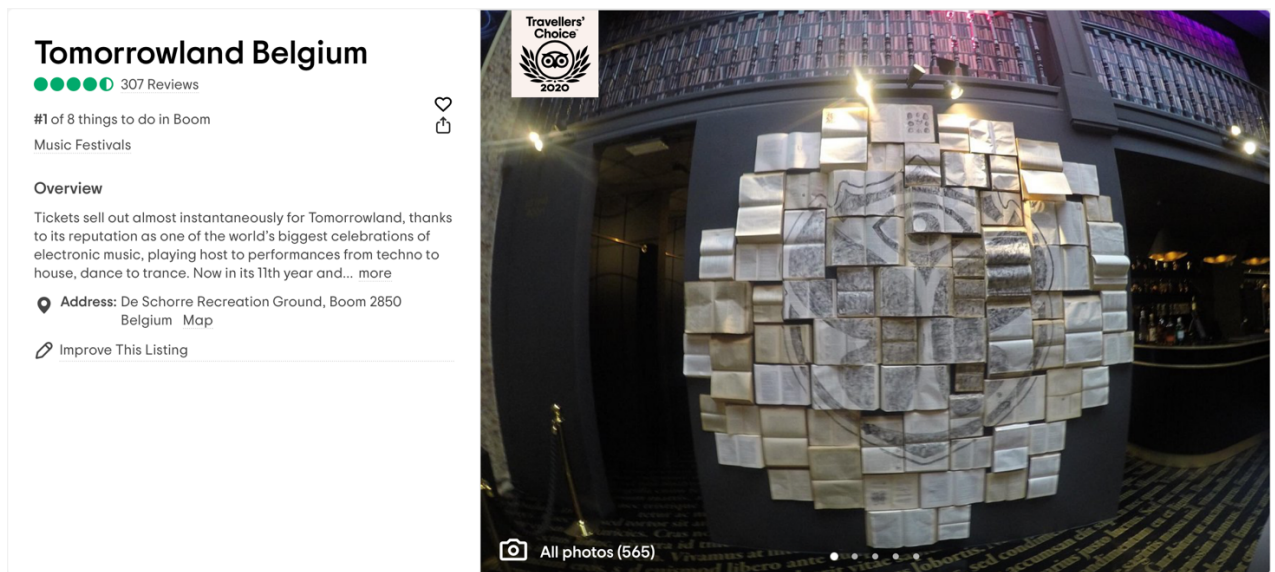 Tomorrowland Belgium
307 Reviews
#1 of 8 things to do in Boom
Music Festivals
Overview
Tickets sell out almost instantaneously for Tomorrowland, thanks
to its reputation as one of the world's biggest celebrations of
electronic music, playing host to performances from techno to
house, dance to trance. Now in its 11th year and... more
Address: De Schorre Recreation Ground, Boom 2850
Belgium Map
Improve This Listing
Travellers'
Choice
2020
All photos (565)